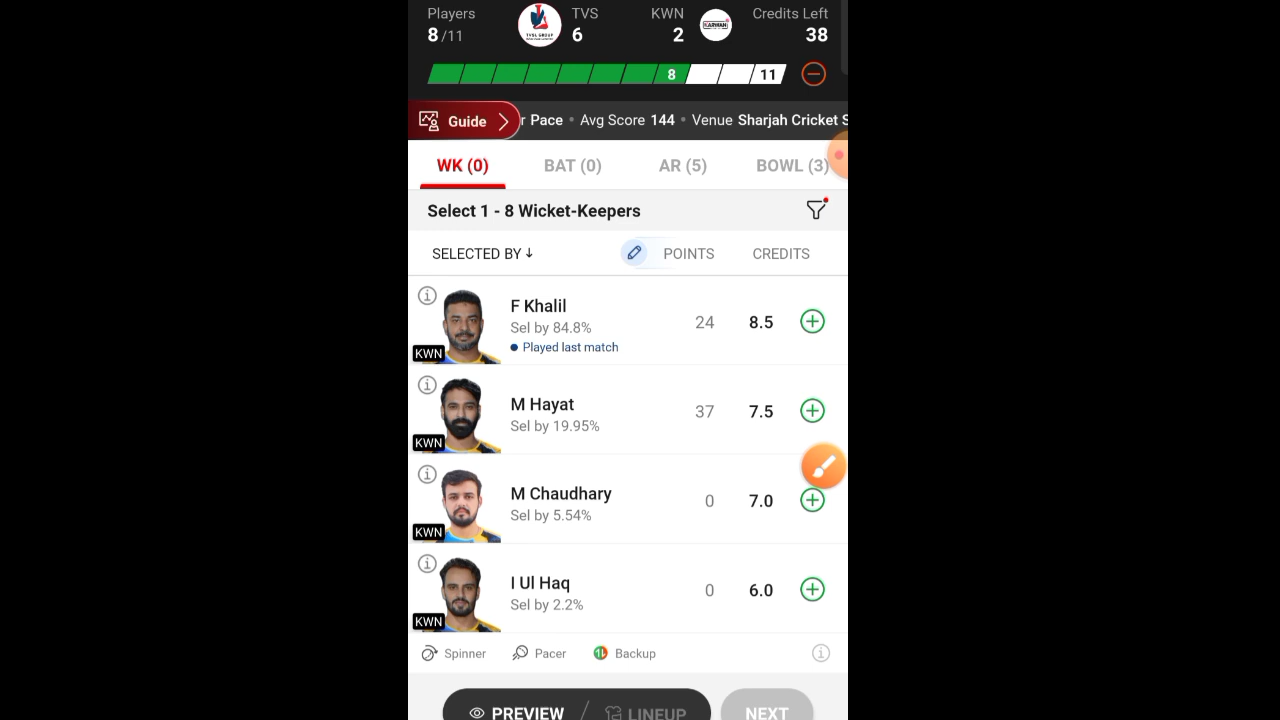 Players TVS KWN Credits Left
8/11 6 2 38
8 11
Guide r Pace • Avg Score 144 • Venue Sharjah Cricket S
WK (0) BAT (0) AR (5) BOWL (3)
Select 1 - 8 Wicket-Keepers
SELECTED BY ↓ POINTS CREDITS
F Khalil
Sel by 84.8% 24 8.5
Played last match
KWN
M Hayat 37 7.5
Sel by 19.95%
KWN
M Chaudhary 0 7.0
Sel by 5.54%
KWN
I Ul Haq 0 6.0
Sel by 2.2%
KWN
Spinner Pacer Backup
PREVIEW / LINEUP NEXT